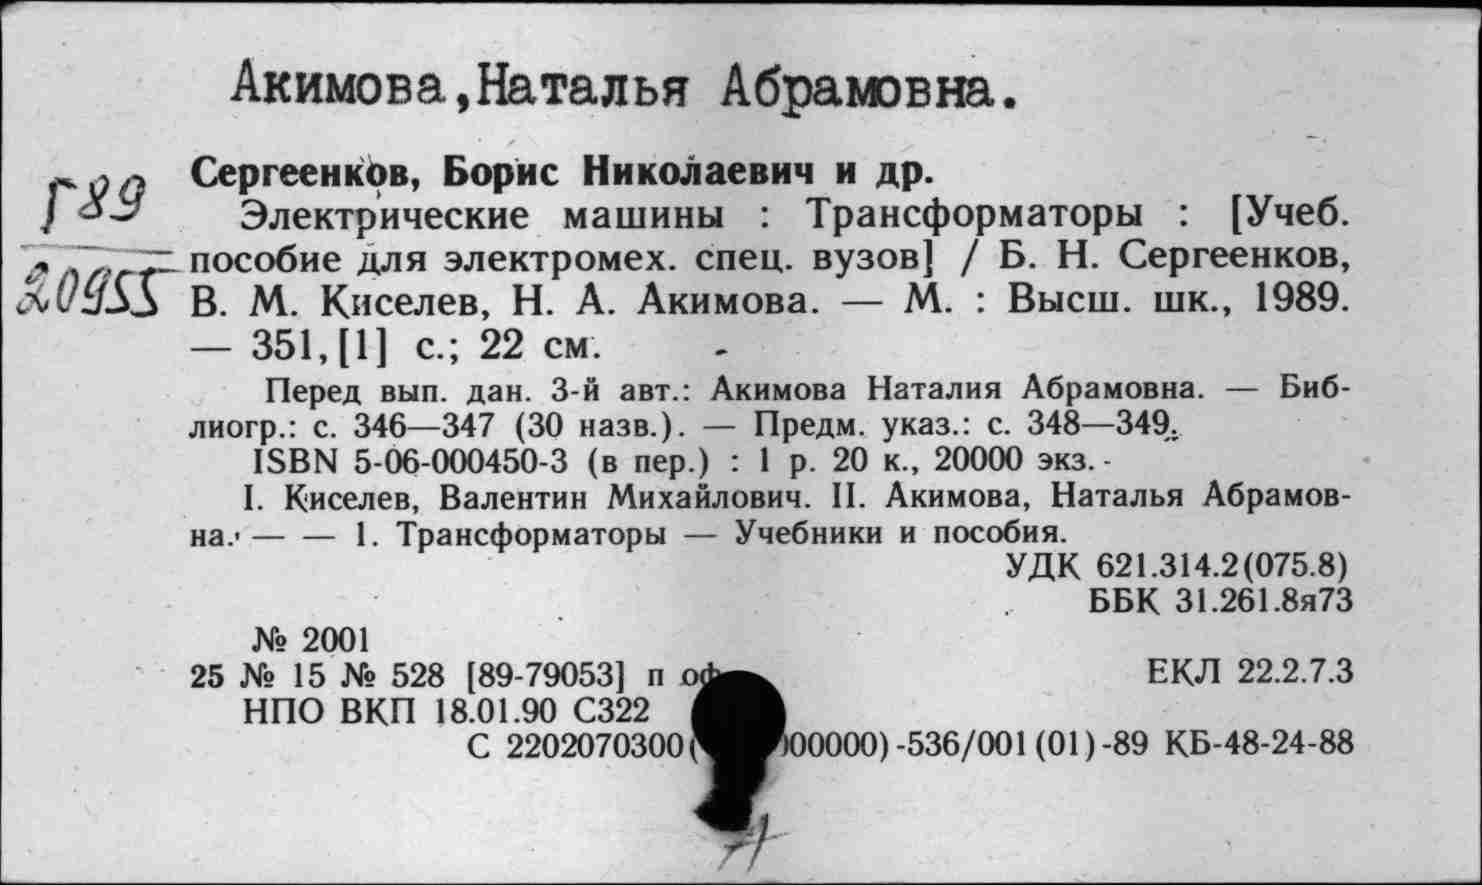 Акимова,Наталья Абрамовна.
Г89
20955
Сергеенков, Борис Николаевич и др.
Электрические машины : Трансформаторы : [Учеб.
пособие для электромех. спец. вузов] / Б. Н. Сергеенков,
В. М. Киселев, Н. А. Акимова. — М. : Высш. шк., 1989.
— 351,[1] с.; 22 см.
Перед вып. дан. 3-й авт.: Акимова Наталия Абрамовна. — Биб-
лиогр.: с. 346—347 (30 назв.). — Предм. указ.: с. 348—349.
ISBN 5-06-000450-3 (в пер.) : 1 р. 20 к., 20000 экз.
I. Киселев, Валентин Михайлович. II. Акимова, Наталья Абрамов-
на. — — 1. Трансформаторы — Учебники и пособия.
УДК 621.314.2(075.8)
ББК 31.261.8я73
№ 2001
25 № 15 № 528 [89-79053] п оф
ЕКЛ 22.2.7.3
НПО ВКП 18.01.90 С322
С 2202070300( 00000)-536/001(01)-89 КБ-48-24-88